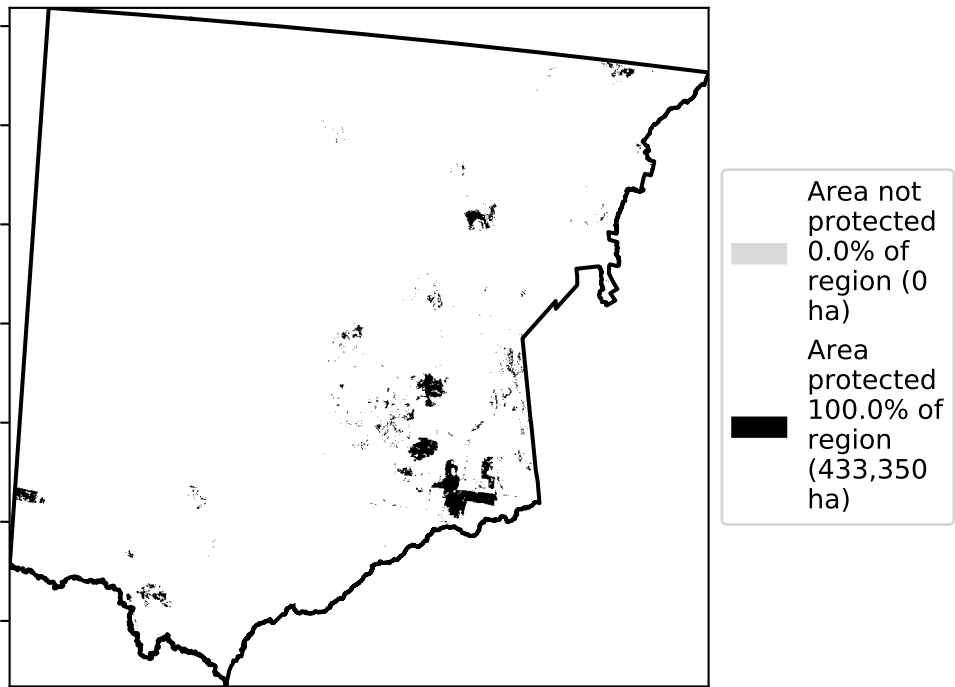 Area not
protected
0.0% of
region (0
ha)
Area
protected
100.0% of
region
(433,350
ha)